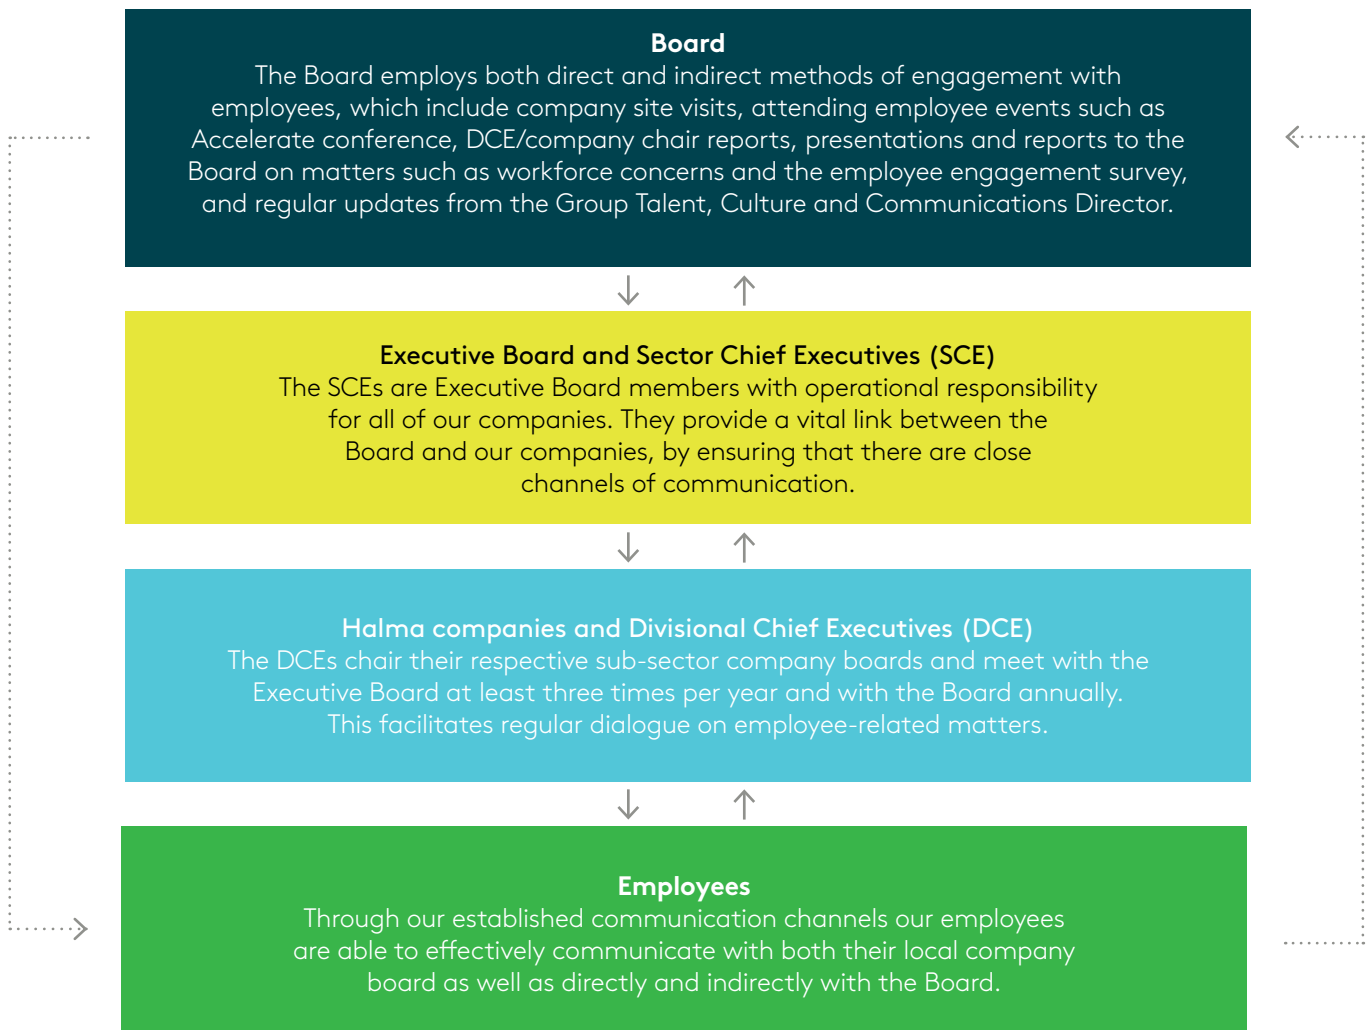 Board
The Board employs both direct and indirect methods of engagement with
employees, which include company site visits, attending employee events such as
Accelerate conference, DCE/company chair reports, presentations and reports to the
Board on matters such as workforce concerns and the employee engagement survey,
and regular updates from the Group Talent, Culture and Communications Director.
Executive Board and Sector Chief Executives (SCE)
The SCEs are Executive Board members with operational responsibility
for all of our companies. They provide a vital link between the
Board and our companies, by ensuring that there are close
channels of communication.
Halma companies and Divisional Chief Executives (DCE)
The DCEs chair their respective sub-sector company boards and meet with the
Executive Board at least three times per year and with the Board annually.
This facilitates regular dialogue on employee-related matters.
Employees
Through our established communication channels our employees
are able to effectively communicate with both their local company
board as well as directly and indirectly with the Board.